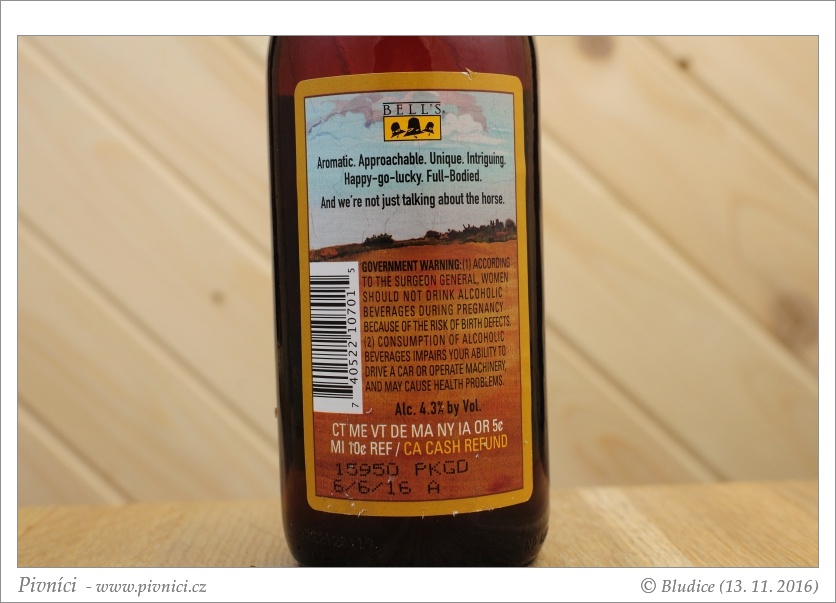 BELL'S
Aromatic. Approachable. Unique. Intriguing.
Happy-go-lucky. Full-Bodied.
And we're not just talking about the horse.
GOVERNMENT WARNING:(1) ACCORDING
TO THE SURGEON GENERAL, WOMEN
SHOULD NOT DRINK ALCOHOLIC
BEVERAGES DURING PREGNANCY
BECAUSE OF THE RISK OF BIRTH DEFECTS.
(2) CONSUMPTION OF ALCOHOLIC
BEVERAGES IMPAIRS YOUR ABILITY TO
DRIVE A CAR OR OPERATE MACHINERY,
AND MAY CAUSE HEALTH PROBLEMS.
7 40522 10701 5
Alc. 4.3% by Vol.
CT ME VT DE MA NY IA OR 5¢
MI 10¢ REF / CA CASH REFUND
15950 PKGD
6/6/16 A
Pivníci - www.pivnici.cz
© Bludice (13. 11. 2016)